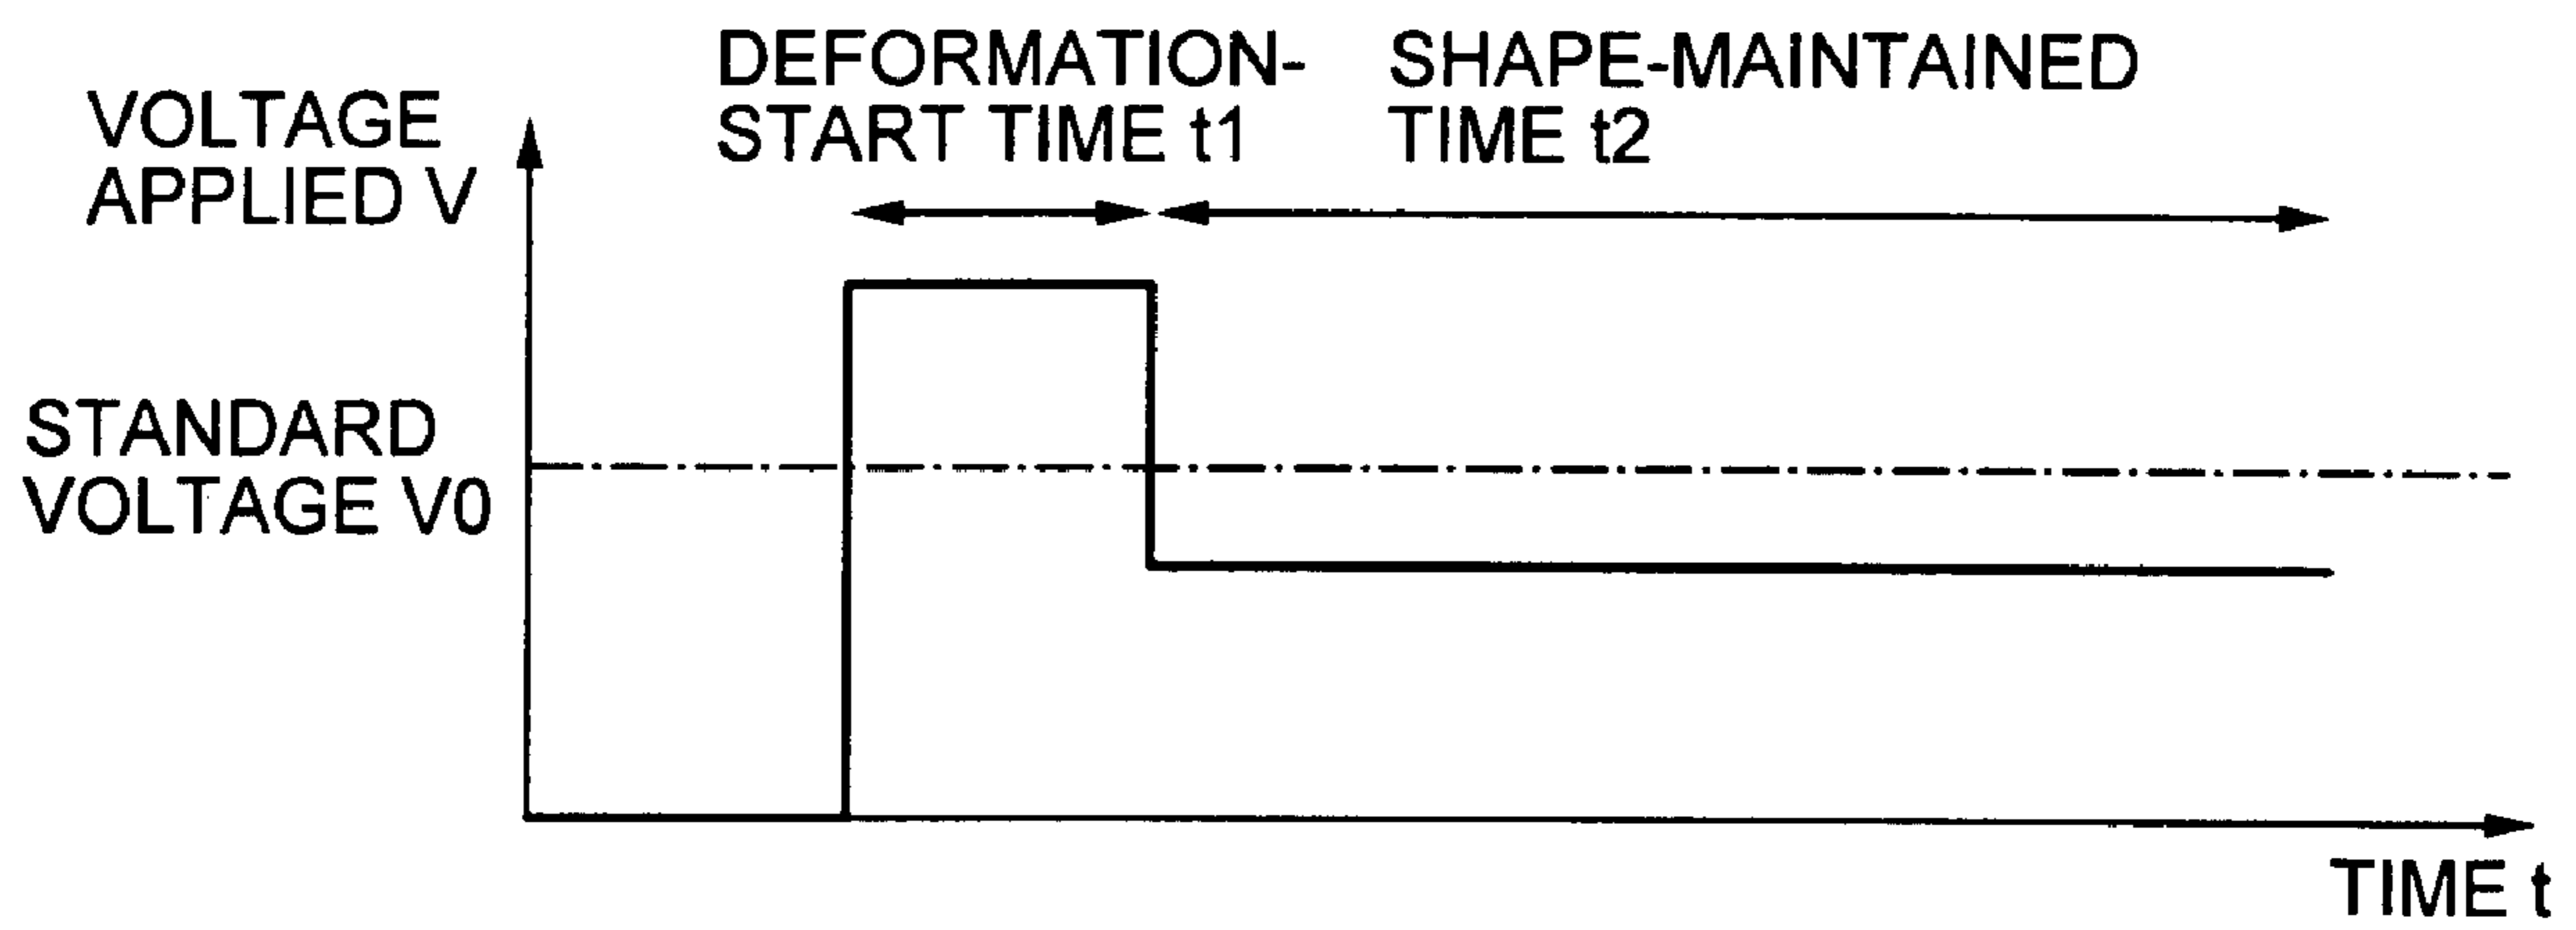 DEFORMATION-
START TIME t1
SHAPE-MAINTAINED
TIME t2
VOLTAGE
APPLIED V
STANDARD
VOLTAGE V0
TIME t